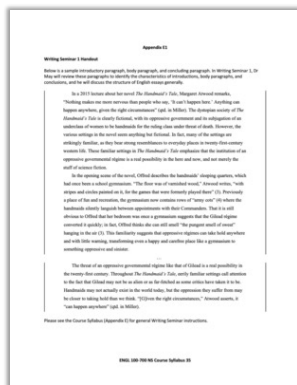 Appendix E1
Writing Seminar 1 Handout
Below is a sample introductory paragraph, body paragraph, and concluding paragraph. In Writing Seminar 1, Dr
May will review these paragraphs to identify the characteristics of introductions, body paragraphs, and
conclusions, and he will discuss the structure of English essays generally.
In a 2015 lecture about her novel The Handmaid's Tale, Margaret Atwood remarks,
"Nothing makes me more nervous than people who say, 'It can't happen here.' Anything can
happen anywhere, given the right circumstances" (qtd. in Miller). The dystopian society of The
Handmaid's Tale is clearly fictional, with its oppressive government and its subjugation of an
underclass of women to be handmaids for the ruling class under threat of death. However, the
various settings in the novel seem anything but fictional. In fact, many of the settings are
strikingly familiar, as they bear strong resemblances to everyday places in twenty-first-century
western life. These familiar settings in The Handmaid's Tale emphasize that the institution of an
oppressive governmental regime is a real possibility in the here and now, and not merely the
stuff of science fiction.
In the opening scene of the novel, Offred describes the handmaids' sleeping quarters, which
had once been a school gymnasium. "The floor was of varnished wood," Atwood writes, "with
stripes and circles painted on it, for the games that were formerly played there" (3). Previously
a place of fun and recreation, the gymnasium now contains rows of "army cots" (4) where the
handmaids silently languish between appointments with their Commanders. That it is still
obvious to Offred that her bedroom was once a gymnasium suggests that the Gilead regime
converted it quickly; in fact, Offred thinks she can still smell "the pungent smell of sweat"
hanging in the air (3). This familiarity suggests that oppressive regimes can take hold anywhere
and with little warning, transforming even a happy and carefree place like a gymnasium to
something oppressive and sinister.
...
The threat of an oppressive governmental regime like that of Gilead is a real possibility in
the twenty-first century. Throughout The Handmaid's Tale, eerily familiar settings call attention
to the fact that Gilead may not be as alien or as far-fetched as some critics have taken it to be.
Handmaids may not actually exist in the world today, but the oppression they suffer from may
be closer to taking hold than we think. "[G]iven the right circumstances," Atwood asserts, it
"can happen anywhere" (qtd. in Miller).
Please see the Course Syllabus (Appendix E) for general Writing Seminar instructions.
ENGL 100-700 NS Course Syllabus 35